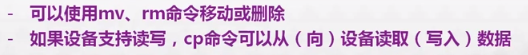 - 可以使用mv、rm命令移动或删除
- 如果设备支持读写，cp命令可以从（向）设备读取（写入）数据